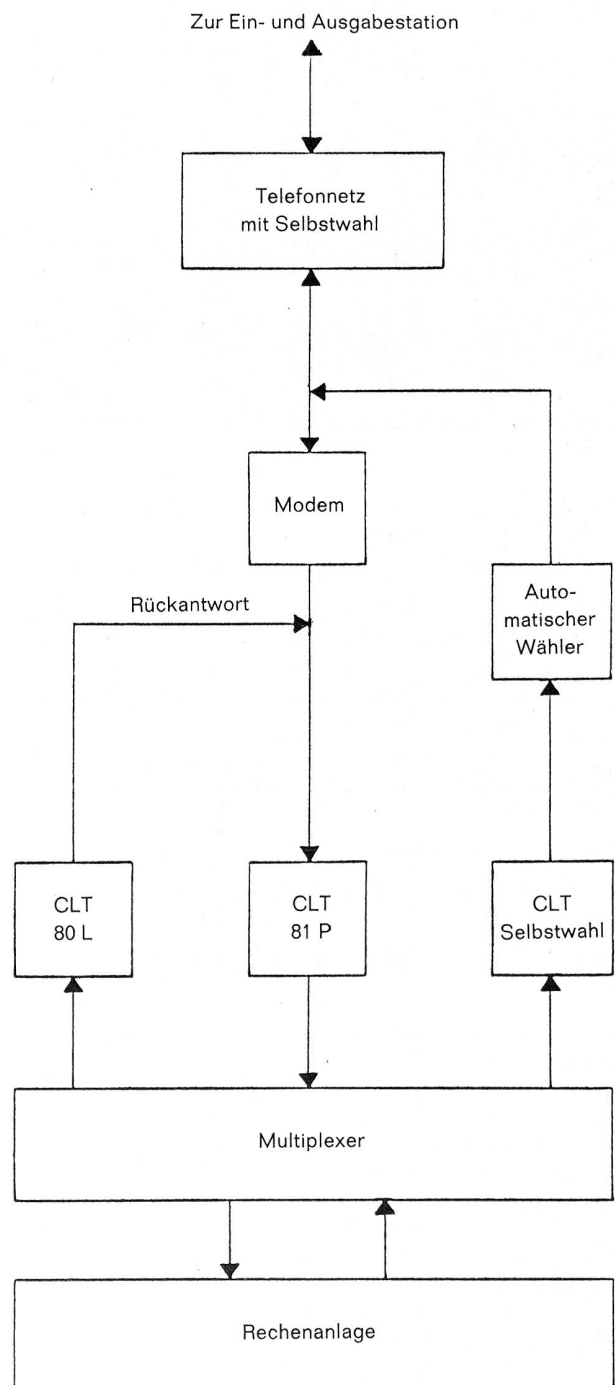 Zur Ein- und Ausgabestation
Telefonnetz
mit Selbstwahl
Modem
Auto-
matischer
Wähler
Rückantwort
CLT
80 L
CLT
81 P
CLT
Selbstwahl
Multiplexer
Rechenanlage